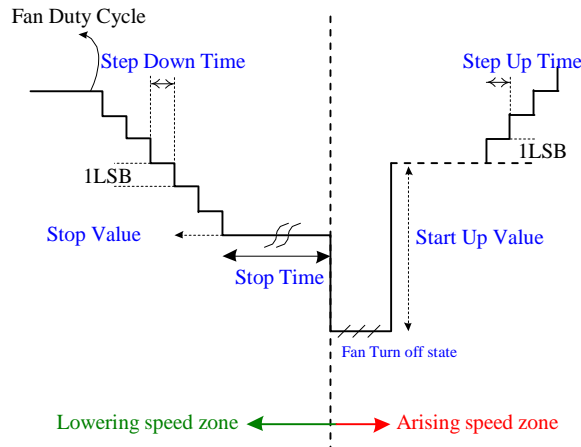 Fan Duty Cycle
Step Down Time
Step Up Time
1LSB
1LSB
Stop Value
Start Up Value
Stop Time
Fan Turn off state
Lowering speed zone
Arising speed zone